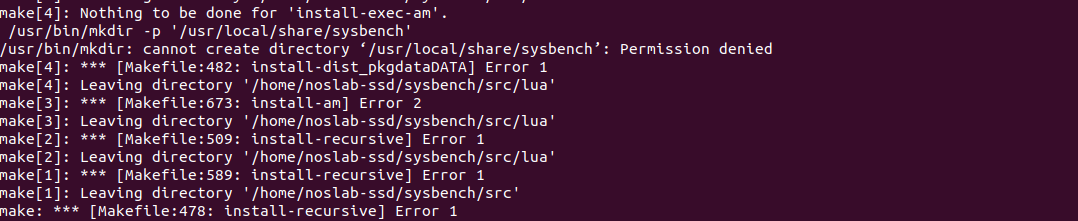 make[4]: Nothing to be done for 'install-exec-am'.
/usr/bin/mkdir -p '/usr/local/share/sysbench'
/usr/bin/mkdir: cannot create directory ‘/usr/local/share/sysbench’: Permission denied
make[4]: *** [Makefile:482: install-dist_pkgdataDATA] Error 1
make[4]: Leaving directory '/home/noslab-ssd/sysbench/src/lua'
make[3]: *** [Makefile:673: install-am] Error 2
make[3]: Leaving directory '/home/noslab-ssd/sysbench/src/lua'
make[2]: *** [Makefile:509: install-recursive] Error 1
make[2]: Leaving directory '/home/noslab-ssd/sysbench/src/lua'
make[1]: *** [Makefile:589: install-recursive] Error 1
make[1]: Leaving directory '/home/noslab-ssd/sysbench/src'
make: *** [Makefile:478: install-recursive] Error 1